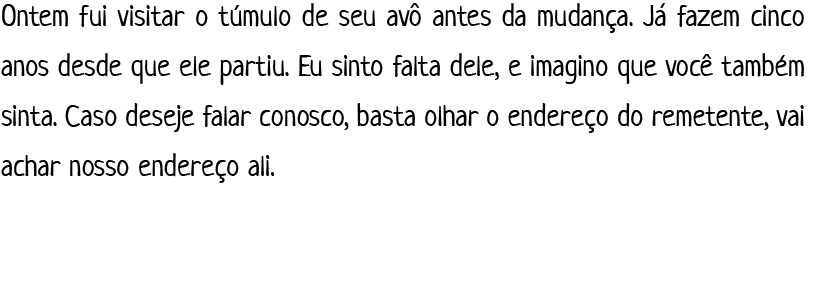 Ontem fui visitar o túmulo de seu avô antes da mudança. Já fazem cinco
anos desde que ele partiu. Eu sinto falta dele, e imagino que você também
sinta. Caso deseje falar conosco, basta olhar o endereço do remetente, vai
achar nosso endereço ali.